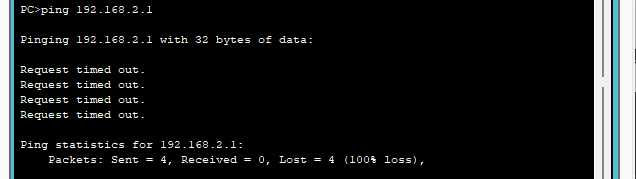 PC>ping 192.168.2.1
Pinging 192.168.2.1 with 32 bytes of data:
Request timed out.
Request timed out.
Request timed out.
Request timed out.
Ping statistics for 192.168.2.1:
Packets: Sent = 4, Received = 0, Lost = 4 (100% loss),